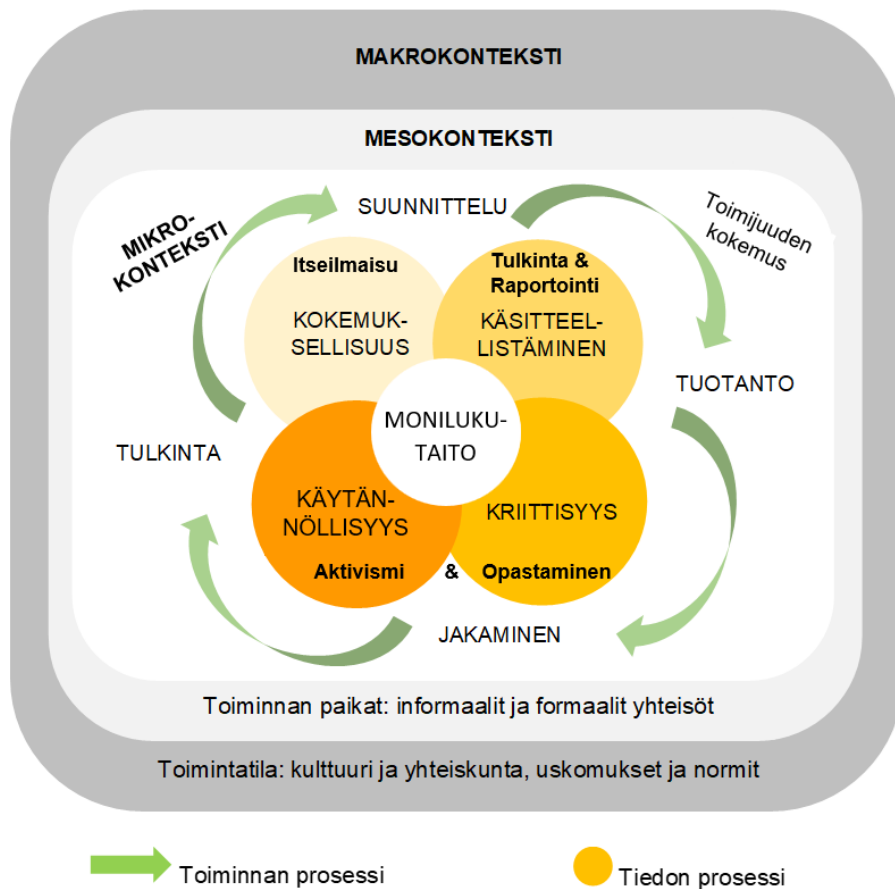 MAKROKONTEKSTI
MESOKONTEKSTI
MIKRO-
KONTEKSTI
SUUNNITTELU
Toimijuuden
kokemus
Itseilmaisu
KOKEMUK-
SELLISUUS
Tulkinta &
Raportointi
KÄSITTEEL-
LISTÄMINEN
TUOTANTO
MONILUKU-
TAITO
TULKINTA
KÄYTÄN-
NÖLLISYYS
KRIITTISYYS
Aktivismi & Opastaminen
JAKAMINEN
Toiminnan paikat: informaalit ja formaalit yhteisöt
Toimintatila: kulttuuri ja yhteiskunta, uskomukset ja normit
Toiminnan prosessi
Tiedon prosessi